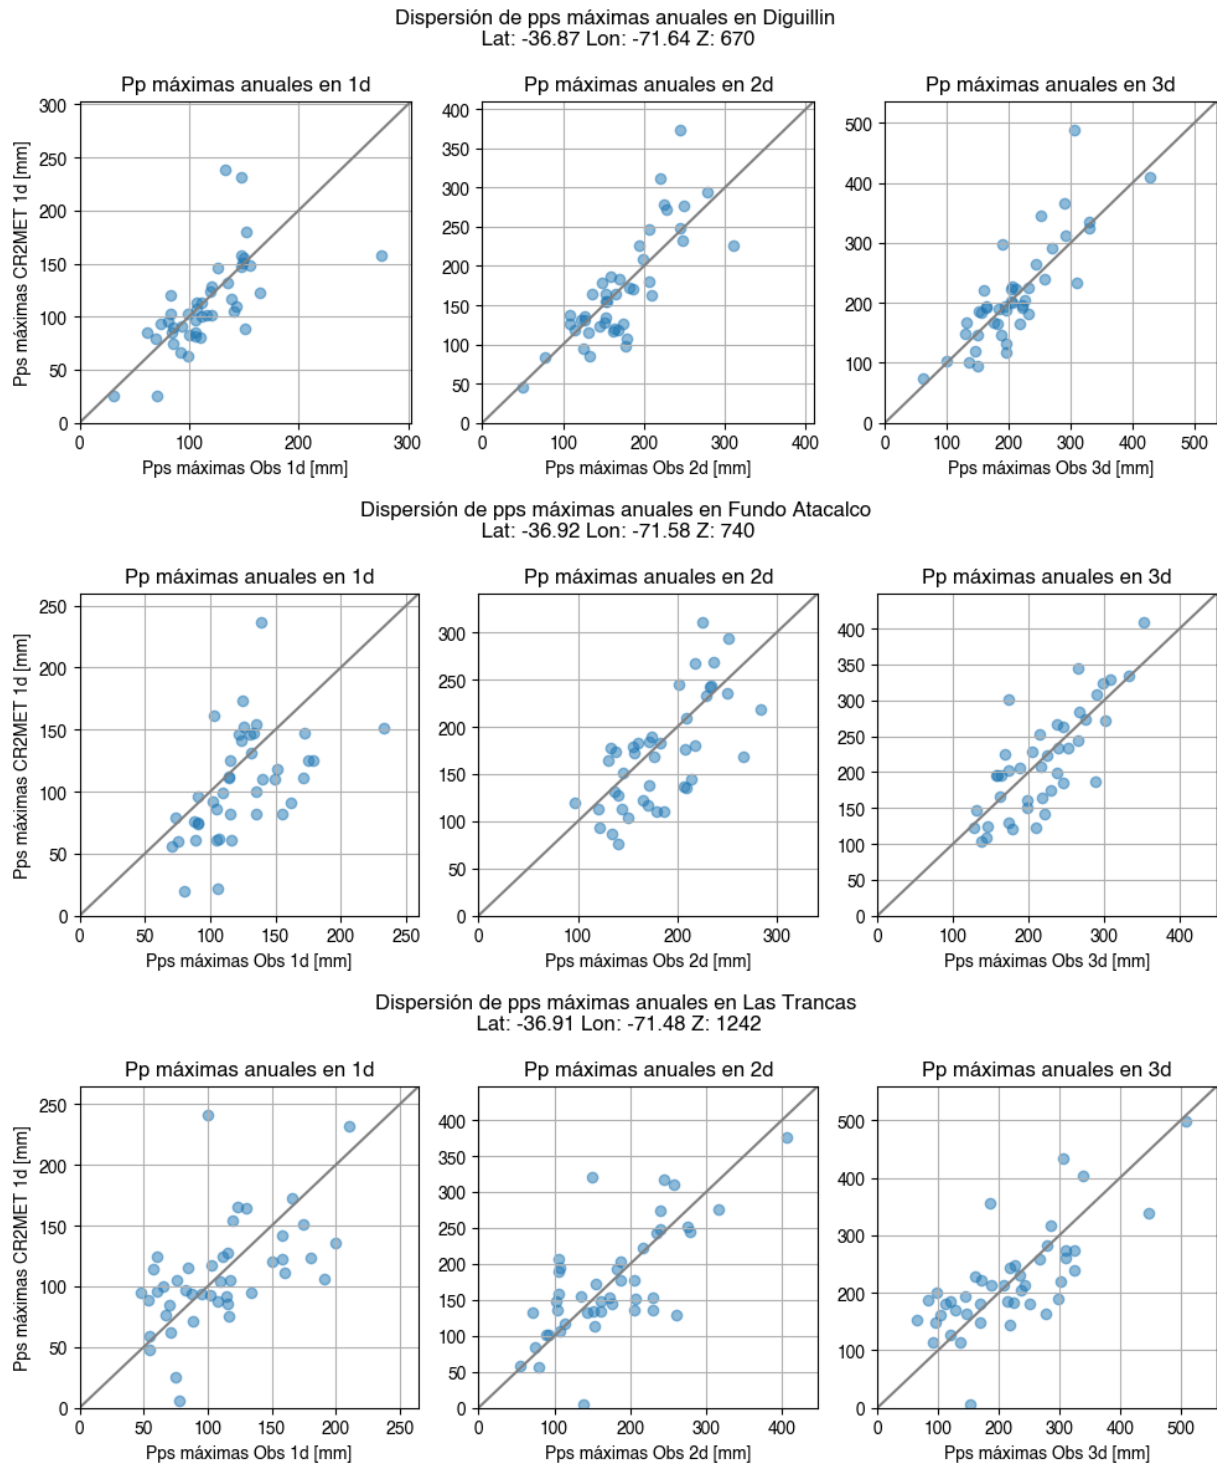 Dispersión de pps máximas anuales en Diguillin
Lat: -36.87 Lon: -71.64 Z: 670
Pp máximas anuales en 1d
Pp máximas anuales en 2d
Pp máximas anuales en 3d
Pps máximas CR2MET 1d [mm]
300
250
200
150
100
50
0
0 100 200 300
Pps máximas Obs 1d [mm]
400
350
300
250
200
150
100
50
0
0 100 200 300 400
Pps máximas Obs 2d [mm]
500
400
300
200
100
0
0 100 200 300 400 500
Pps máximas Obs 3d [mm]
Dispersión de pps máximas anuales en Fundo Atacalco
Lat: -36.92 Lon: -71.58 Z: 740
Pp máximas anuales en 1d
Pp máximas anuales en 2d
Pp máximas anuales en 3d
Pps máximas CR2MET 1d [mm]
250
200
150
100
50
0
0 50 100 150 200 250
Pps máximas Obs 1d [mm]
300
250
200
150
100
50
0
0 100 200 300
Pps máximas Obs 2d [mm]
400
350
300
250
200
150
100
50
0
0 100 200 300 400
Pps máximas Obs 3d [mm]
Dispersión de pps máximas anuales en Las Trancas
Lat: -36.91 Lon: -71.48 Z: 1242
Pp máximas anuales en 1d
Pp máximas anuales en 2d
Pp máximas anuales en 3d
Pps máximas CR2MET 1d [mm]
250
200
150
100
50
0
0 50 100 150 200 250
Pps máximas Obs 1d [mm]
400
350
300
250
200
150
100
50
0
0 100 200 300 400
Pps máximas Obs 2d [mm]
500
400
300
200
100
0
0 100 200 300 400 500
Pps máximas Obs 3d [mm]